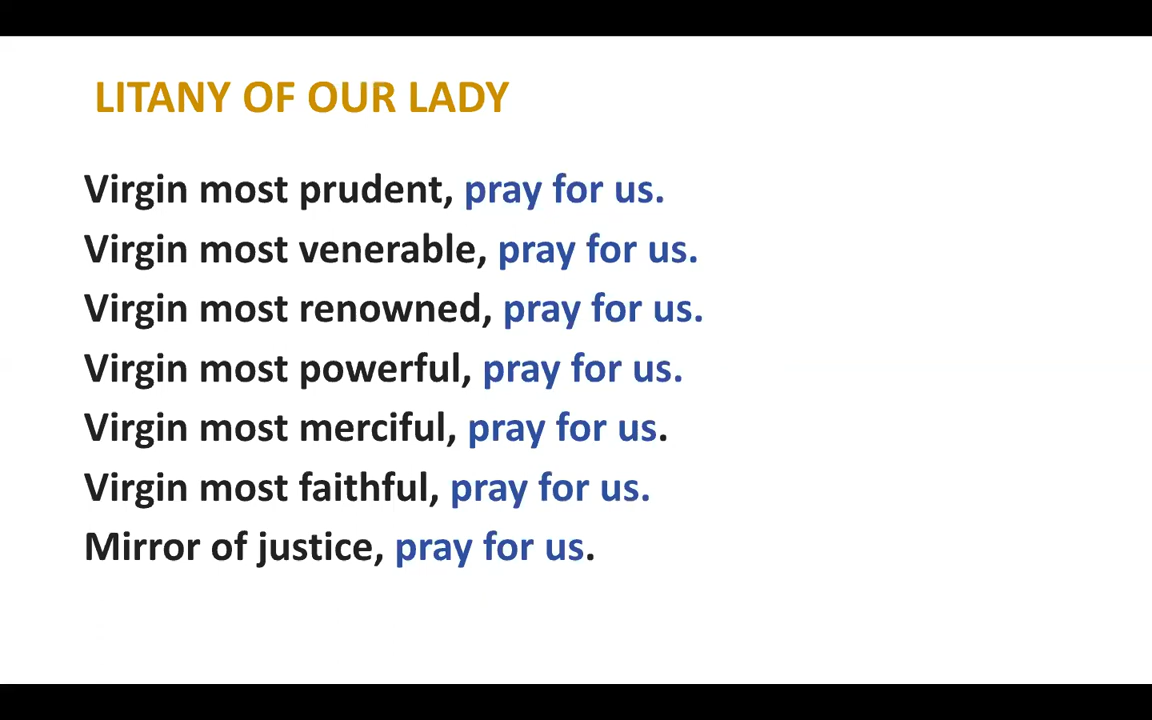 LITANY OF OUR LADY
Virgin most prudent, pray for us.
Virgin most venerable, pray for us.
Virgin most renowned, pray for us.
Virgin most powerful, pray for us.
Virgin most merciful, pray for us.
Virgin most faithful, pray for us.
Mirror of justice, pray for us.